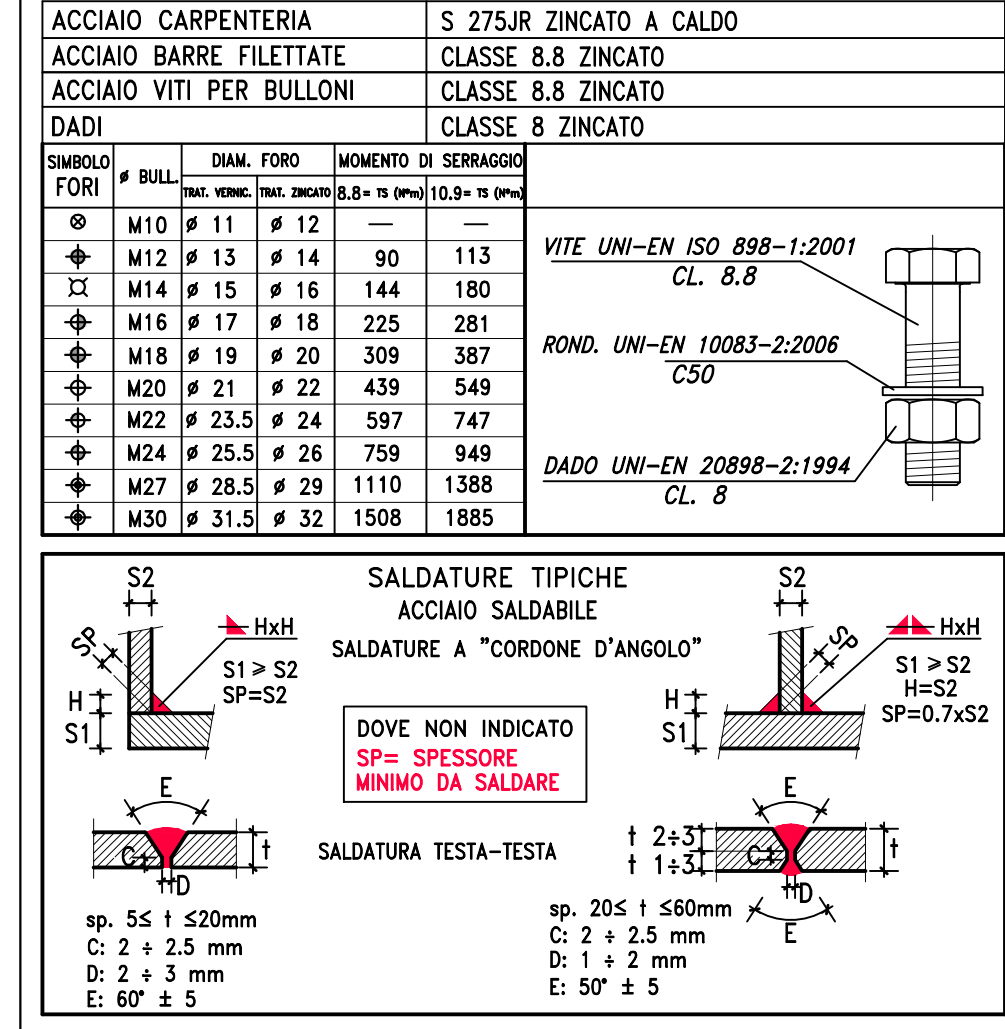 ACCIAIO CARPENTERIA S 275JR ZINCATO A CALDO
ACCIAIO BARRE FILETTATE CLASSE 8.8 ZINCATO
ACCIAIO VITI PER BULLONI CLASSE 8.8 ZINCATO
DADI CLASSE 8 ZINCATO
SIMBOLO FORI ø BULL. DIAM. FORO MOMENTO DI SERRAGGIO
TRAT. VERNIC. TRAT. ZINCATO 8.8= TS (N*m) 10.9= TS (N*m)
M10 ø 11 ø 12 — —
M12 ø 13 ø 14 90 113
M14 ø 15 ø 16 144 180
M16 ø 17 ø 18 225 281
M18 ø 19 ø 20 309 387
M20 ø 21 ø 22 439 549
M22 ø 23.5 ø 24 597 747
M24 ø 25.5 ø 26 759 949
M27 ø 28.5 ø 29 1110 1388
M30 ø 31.5 ø 32 1508 1885
VITE UNI-EN ISO 898-1:2001
CL. 8.8
ROND. UNI-EN 10083-2:2006
C50
DADO UNI-EN 20898-2:1994
CL. 8
SALDATURE TIPICHE
ACCIAIO SALDABILE
SALDATURE A "CORDONE D'ANGOLO"
S2
SP
HxH
S1 ⩾ S2
SP=S2
H
S1
DOVE NON INDICATO
SP= SPESSORE
MINIMO DA SALDARE
S2
SP
HxH
S1 ⩾ S2
H=S2
SP=0.7xS2
H
S1
SALDATURA TESTA-TESTA
E
C
t
D
sp. 5≤ t ≤20mm
C: 2 ÷ 2.5 mm
D: 2 ÷ 3 mm
E: 60° ± 5
E
t 2÷3
t 1÷3
C
t
D
E
sp. 20≤ t ≤60mm
C: 2 ÷ 2.5 mm
D: 1 ÷ 2 mm
E: 50° ± 5